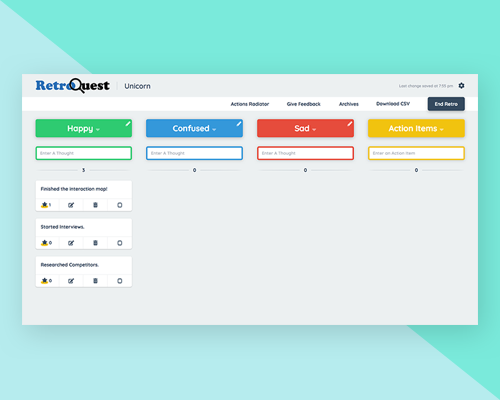 RetroQuest Unicorn
Last change saved at 7:55 pm
Actions Radiator Give Feedback Archives Download CSV End Retro
Happy Confused Sad Action Items
Enter A Thought Enter A Thought Enter A Thought Enter an Action Item
3 0 0 0
Finished the interaction map!
1
Started Interviews.
0
Researched Competitors.
0